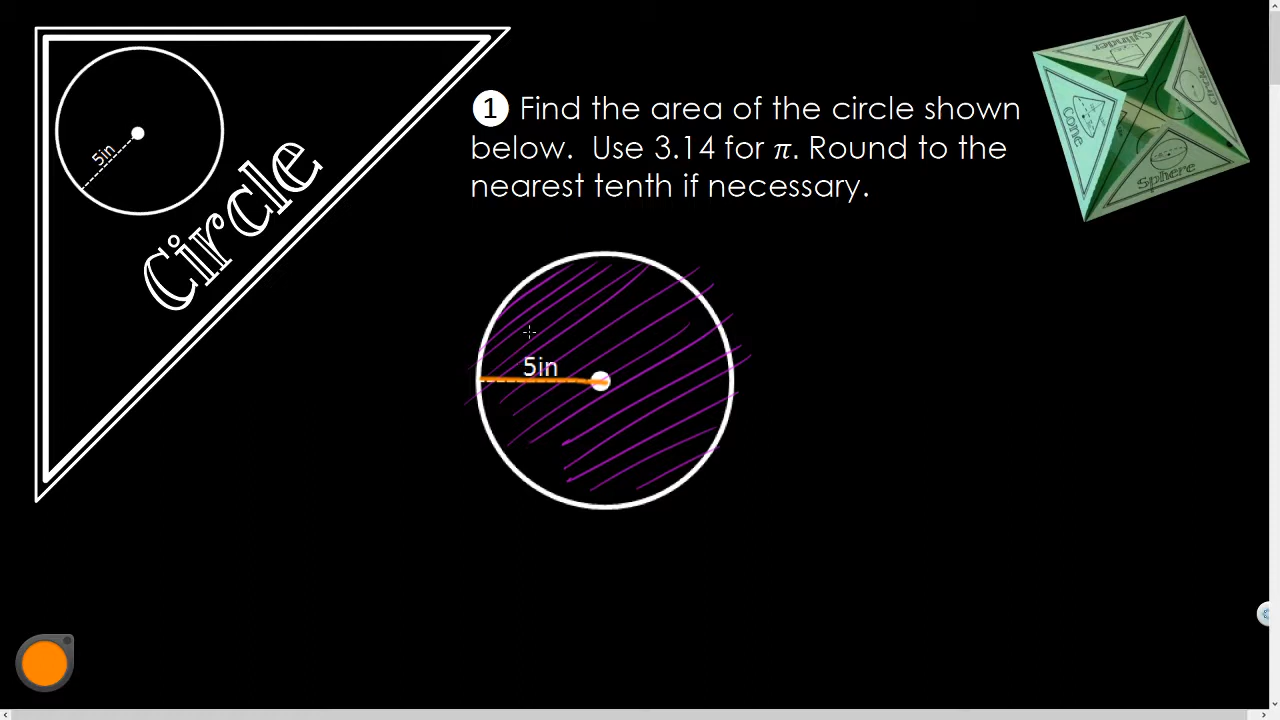 5in
Circle
1 Find the area of the circle shown
below. Use 3.14 for π. Round to the
nearest tenth if necessary.
5in
Cylinder
Circle
Cone
Sphere